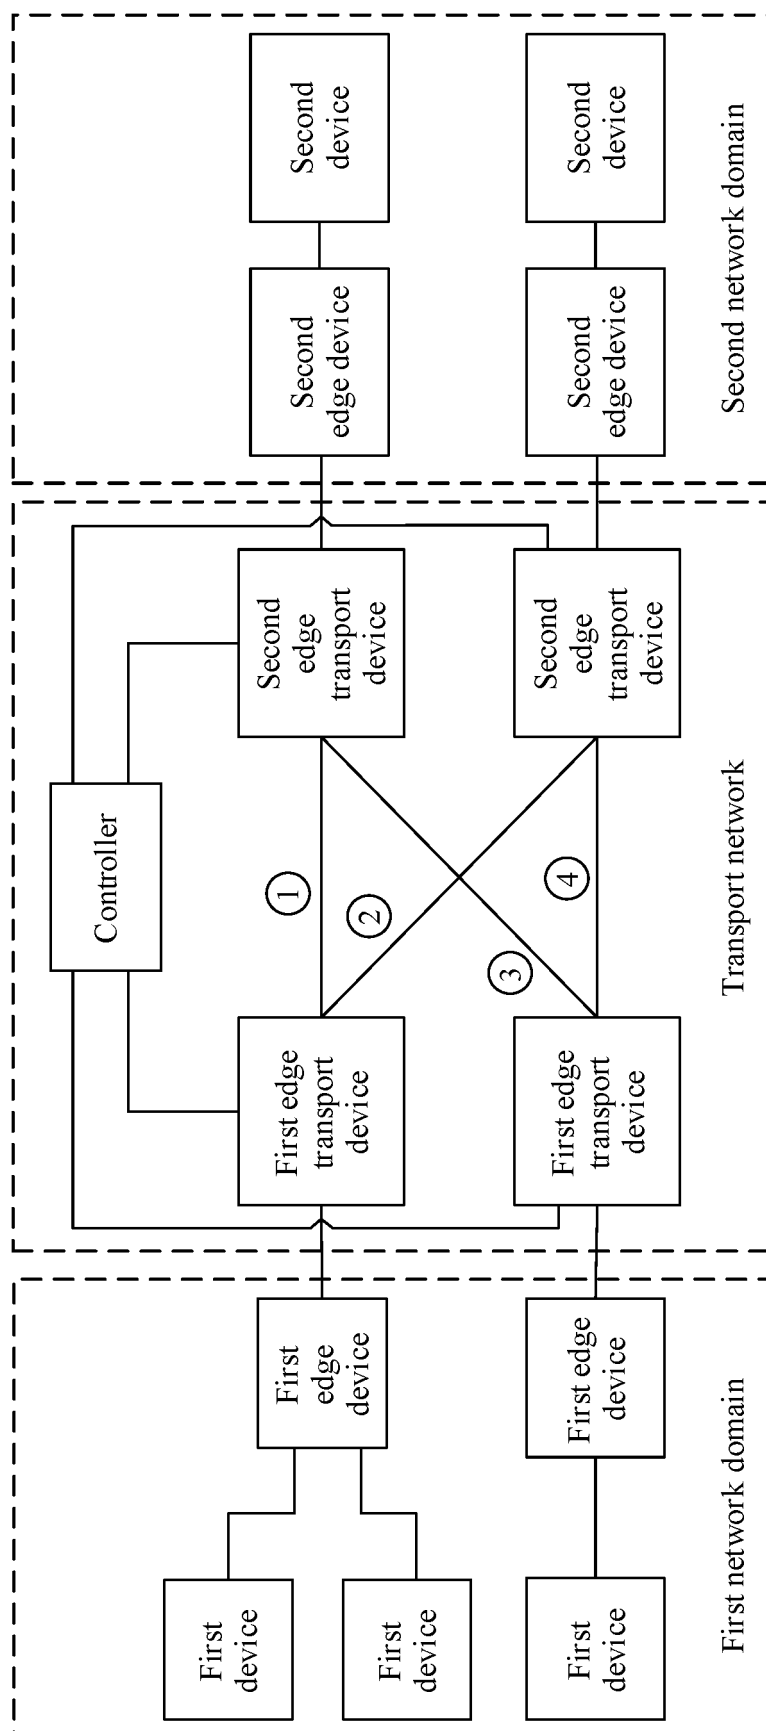 First
device
First
device
First
edge
device
First
device
First edge
device
First network domain
Controller
First edge
transport
device
Second
edge
transport
device
1
2
3
4
First edge
transport
device
Second
edge
transport
device
Transport network
Second
edge device
Second
device
Second
edge device
Second
device
Second network domain